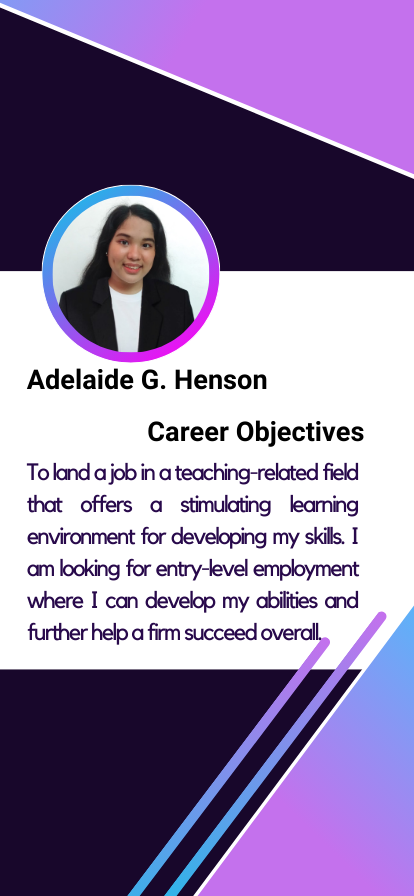 Adelaide G. Henson
Career Objectives
To land a job in a teaching-related field
that offers a stimulating learning
environment for developing my skills. I
am looking for entry-level employment
where I can develop my abilities and
further help a firm succeed overall.